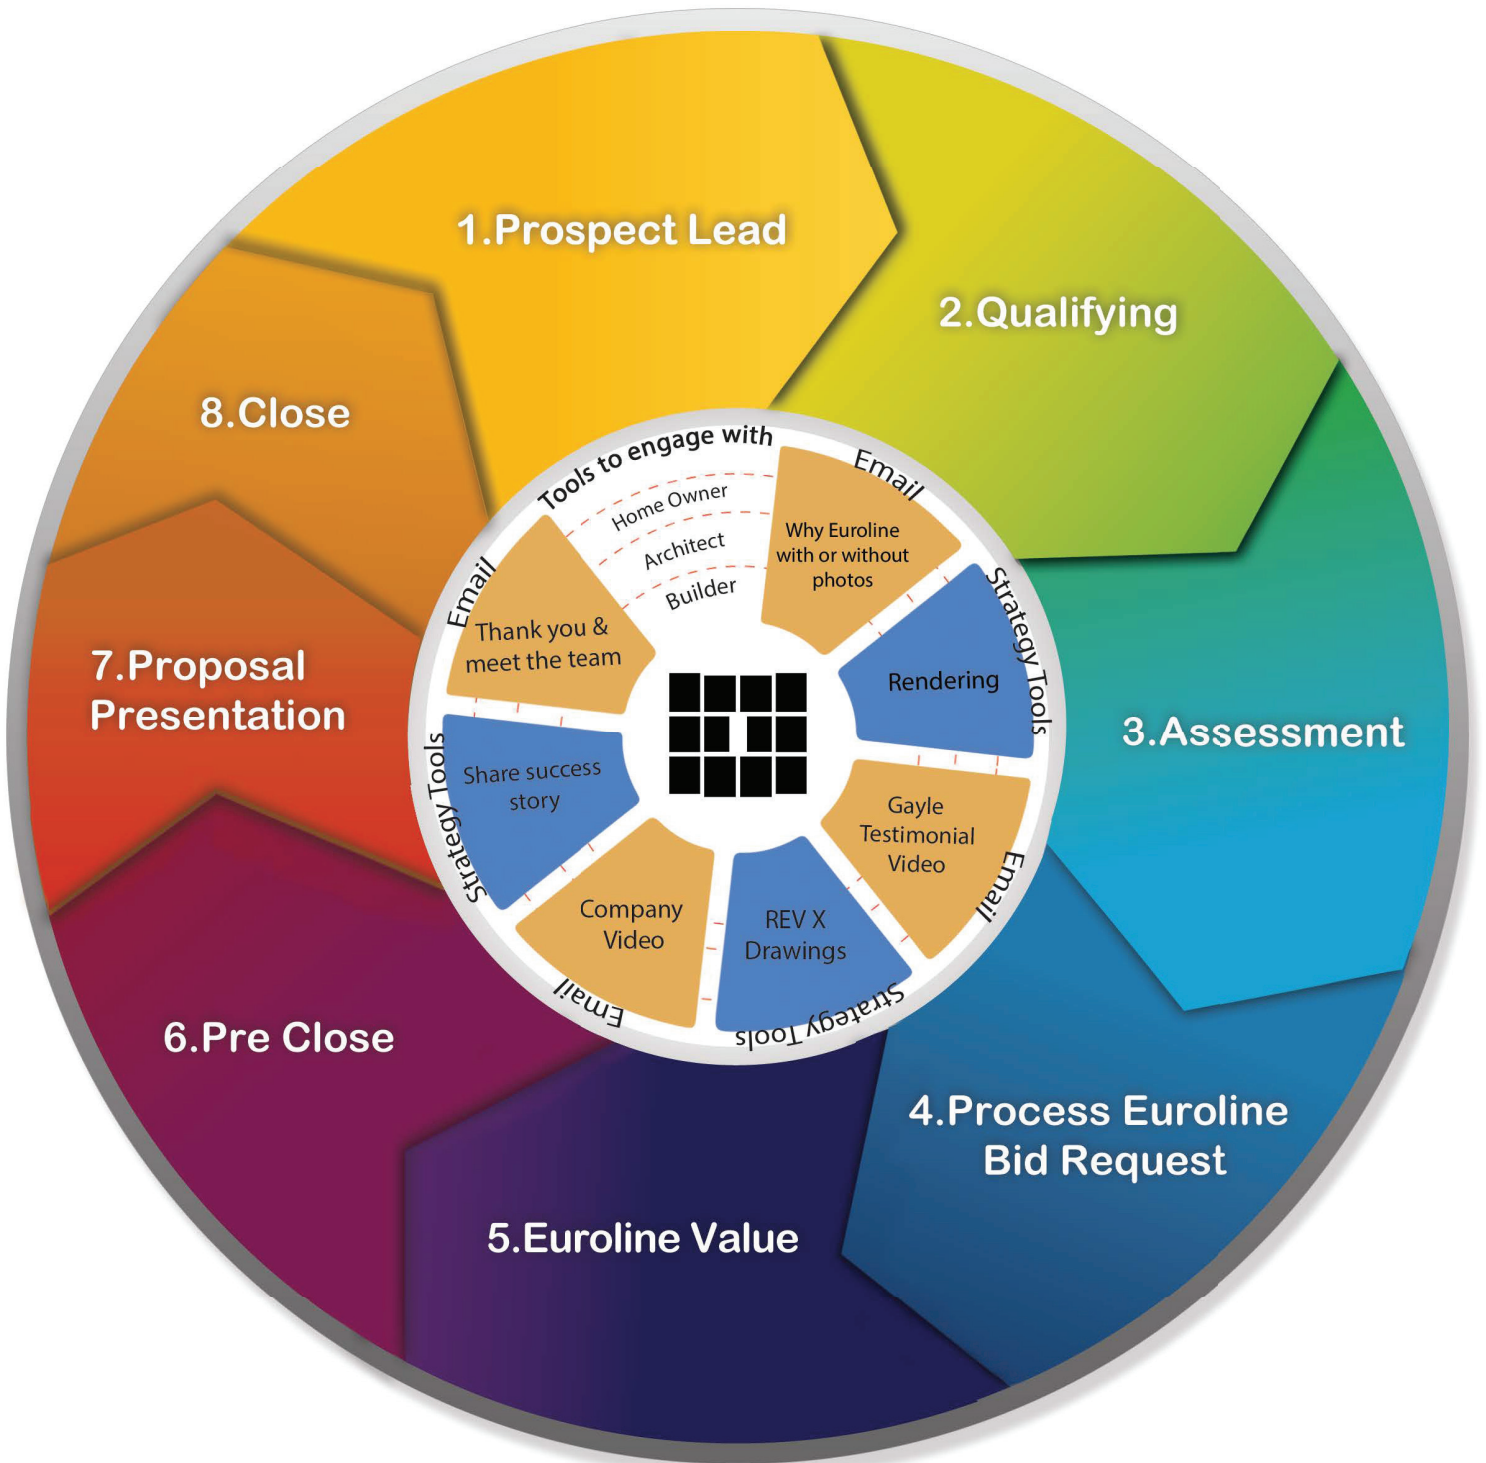 1.Prospect Lead
2.Qualifying
3.Assessment
4.Process Euroline
Bid Request
5.Euroline Value
6.Pre Close
7.Proposal
Presentation
8.Close
Tools to engage with
Home Owner
Architect
Builder
Email
Why Euroline
with or without
photos
Strategy Tools
Rendering
Email
Gayle
Testimonial
Video
Strategy Tools
REV X
Drawings
Email
Company
Video
Strategy Tools
Share success
story
Email
Thank you &
meet the team